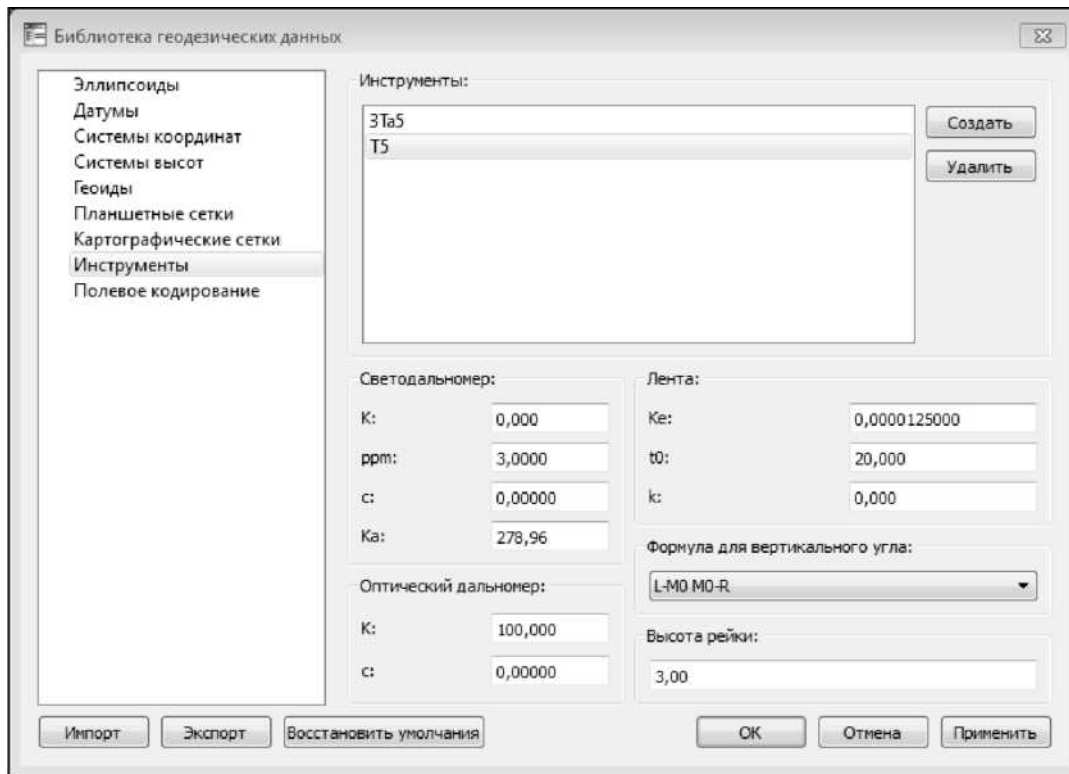 Библиотека геодезических данных
Эллипсоиды
Датумы
Системы координат
Системы высот
Геоиды
Планшетные сетки
Картографические сетки
Инструменты
Полевое кодирование
Инструменты:
3Ta5
T5
Создать
Удалить
Светодальномер:
K: 0,000
ppm: 3,0000
c: 0,00000
Ka: 278,96
Оптический дальномер:
K: 100,000
c: 0,00000
Лента:
Ke: 0,0000125000
t0: 20,000
k: 0,000
Формула для вертикального угла:
L-M0 M0-R
Высота рейки:
3,00
Импорт
Экспорт
Восстановить умолчания
OK
Отмена
Применить